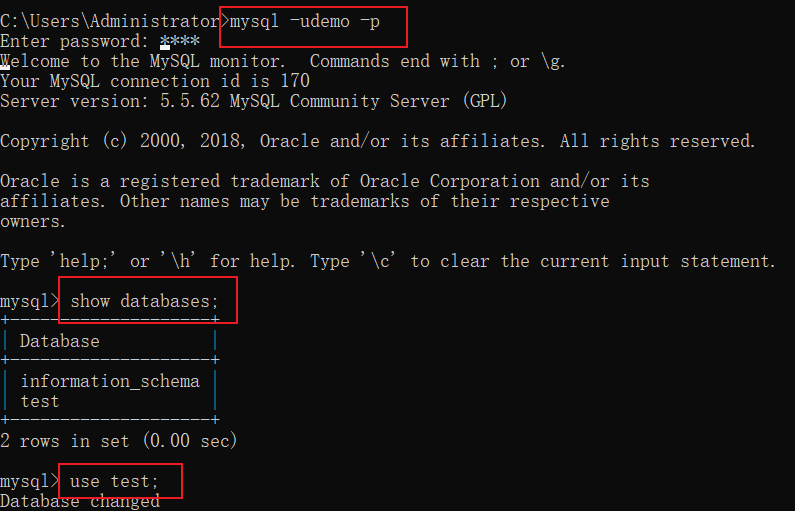 C:\Users\Administrator>mysql -udemo -p
Enter password: ****
Welcome to the MySQL monitor.  Commands end with ; or \g.
Your MySQL connection id is 170
Server version: 5.5.62 MySQL Community Server (GPL)
Copyright (c) 2000, 2018, Oracle and/or its affiliates. All rights reserved.
Oracle is a registered trademark of Oracle Corporation and/or its
affiliates. Other names may be trademarks of their respective
owners.
Type 'help;' or '\h' for help. Type '\c' to clear the current input statement.
mysql> show databases;
+--------------------+
| Database           |
+--------------------+
| information_schema |
| test               |
+--------------------+
2 rows in set (0.00 sec)
mysql> use test;
Database changed